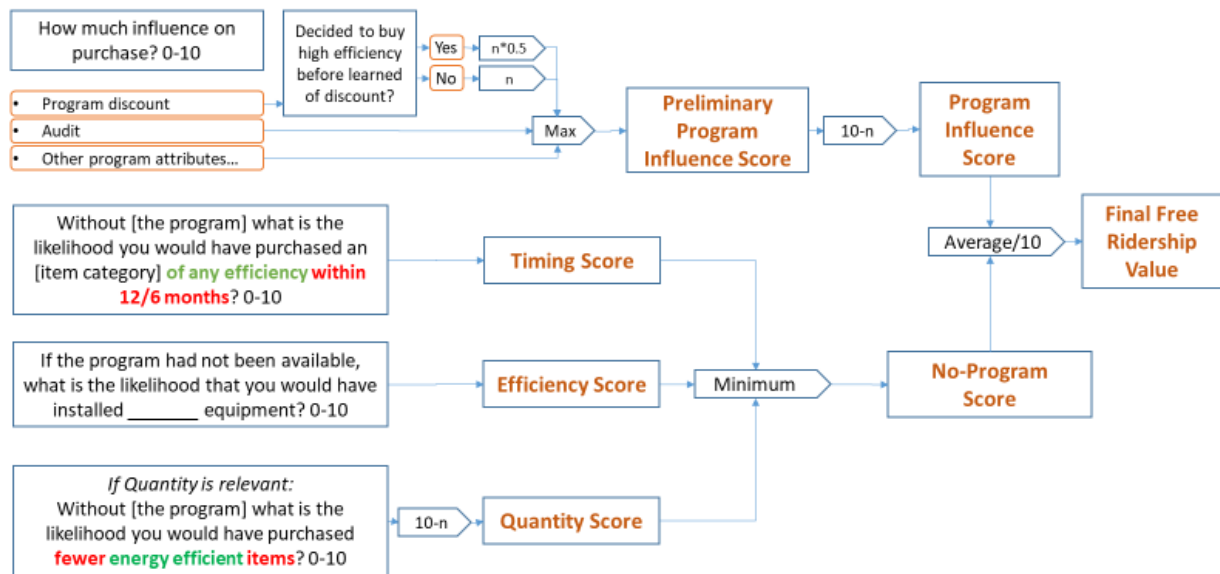 How much influence on
purchase? 0-10
Decided to buy
high efficiency
before learned
of discount?
Yes
n*0.5
No
n
• Program discount
• Audit
• Other program attributes…
Max
Preliminary
Program
Influence Score
10-n
Program
Influence
Score
Without [the program] what is the
likelihood you would have purchased an
[item category] of any efficiency within
12/6 months? 0-10
Timing Score
Average/10
Final Free
Ridership
Value
If the program had not been available,
what is the likelihood that you would have
installed _______ equipment? 0-10
Efficiency Score
Minimum
No-Program
Score
If Quantity is relevant:
Without [the program] what is the
likelihood you would have purchased
fewer energy efficient items? 0-10
10-n
Quantity Score